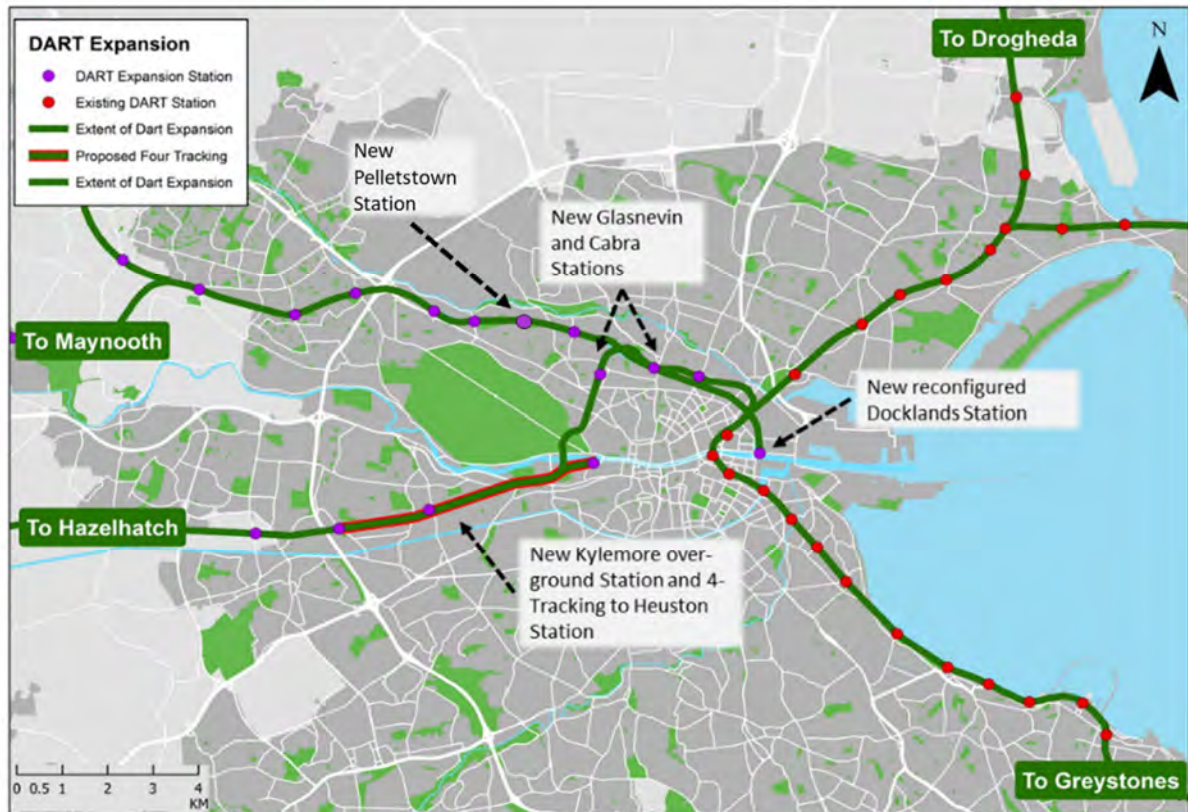 DART Expansion
DART Expansion Station
Existing DART Station
Extent of Dart Expansion
Proposed Four Tracking
Extent of Dart Expansion
To Drogheda
N
New
Pelletstown
Station
New Glasnevin
and Cabra
Stations
To Maynooth
New reconfigured
Docklands Station
To Hazelhatch
New Kylemore over-
ground Station and 4-
Tracking to Heuston
Station
To Greystones
0 0.5 1 2 3 4
KM